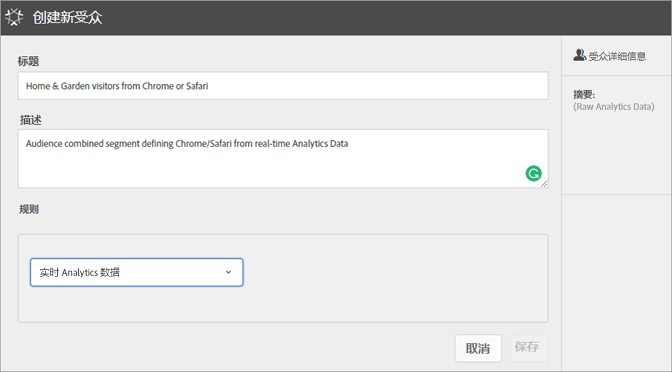 创建新受众
标题
Home & Garden visitors from Chrome or Safari
描述
Audience combined segment defining Chrome/Safari from real-time Analytics Data
规则
实时 Analytics 数据
取消
保存
受众详细信息
摘要:
(Raw Analytics Data)